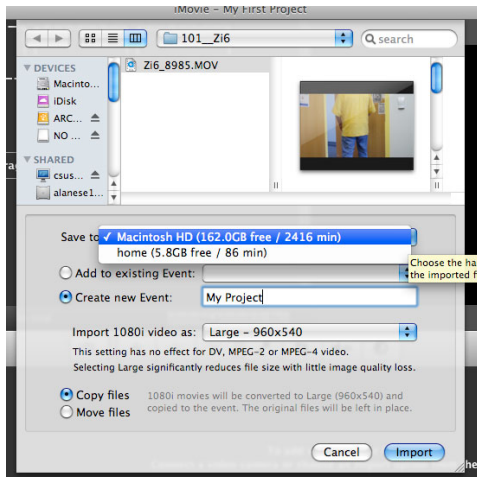 iMovie – My First Project
101__Zi6
search
DEVICES
Macinto...
iDisk
ARC...
NO ...
SHARED
csus...
alanese1...
Zi6_8985.MOV
Save to
Macintosh HD (162.0GB free / 2416 min)
home (5.8GB free / 86 min)
Choose the ha
the imported f
Add to existing Event:
Create new Event: My Project
Import 1080i video as: Large – 960x540
This setting has no effect for DV, MPEG-2 or MPEG-4 video.
Selecting Large significantly reduces file size with little image quality loss.
Copy files
Move files
1080i movies will be converted to Large (960x540) and
copied to the event. The original files will be left in place.
Cancel Import